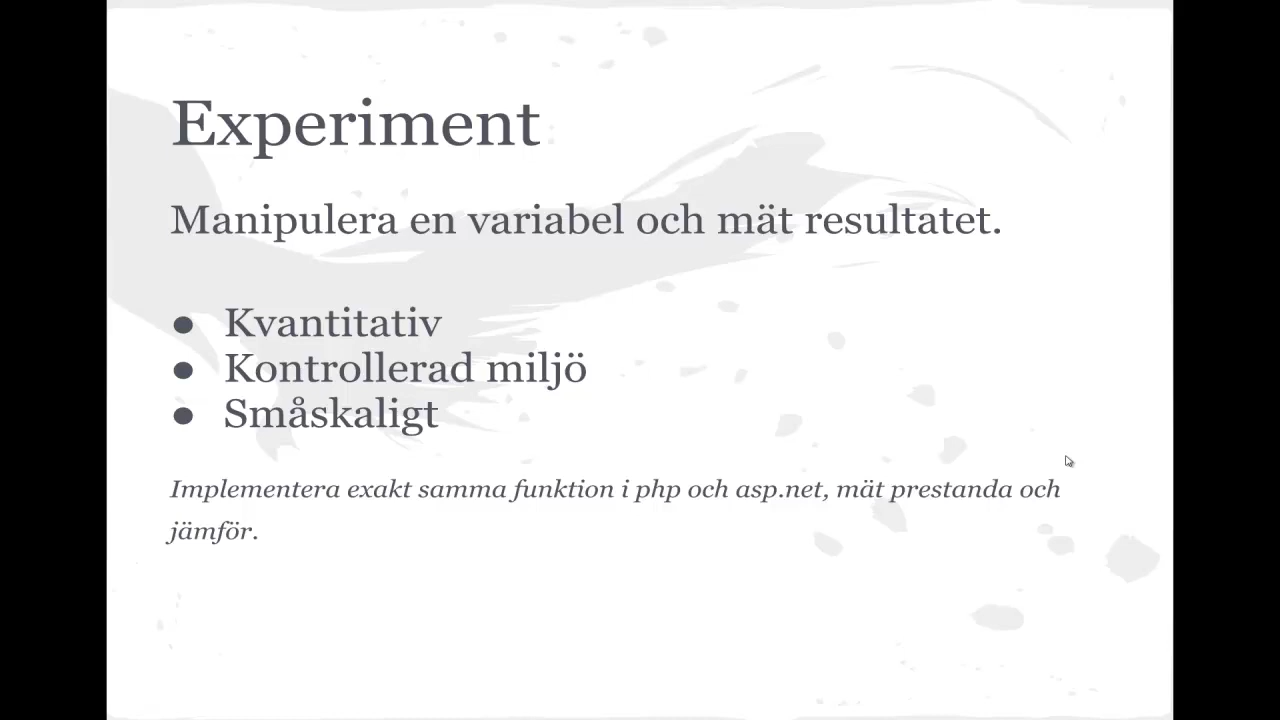 Experiment
Manipulera en variabel och mät resultatet.
● Kvantitativ
● Kontrollerad miljö
● Småskaligt
Implementera exakt samma funktion i php och asp.net, mät prestanda och
jämför.